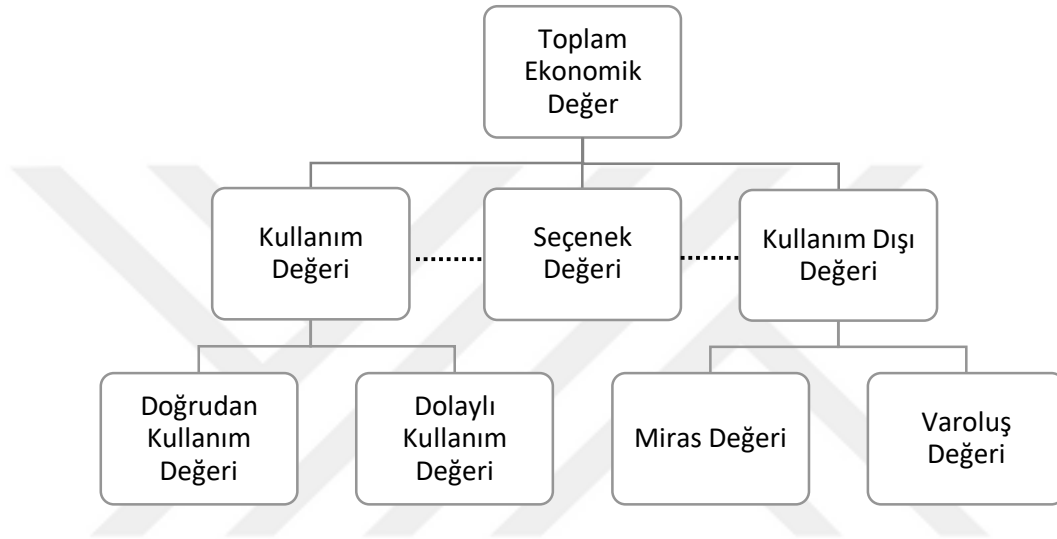 Toplam
Ekonomik
Değer
Kullanım
Değeri
Seçenek
Değeri
Kullanım Dışı
Değeri
Doğrudan
Kullanım
Değeri
Dolaylı
Kullanım
Değeri
Miras Değeri
Varoluş
Değeri